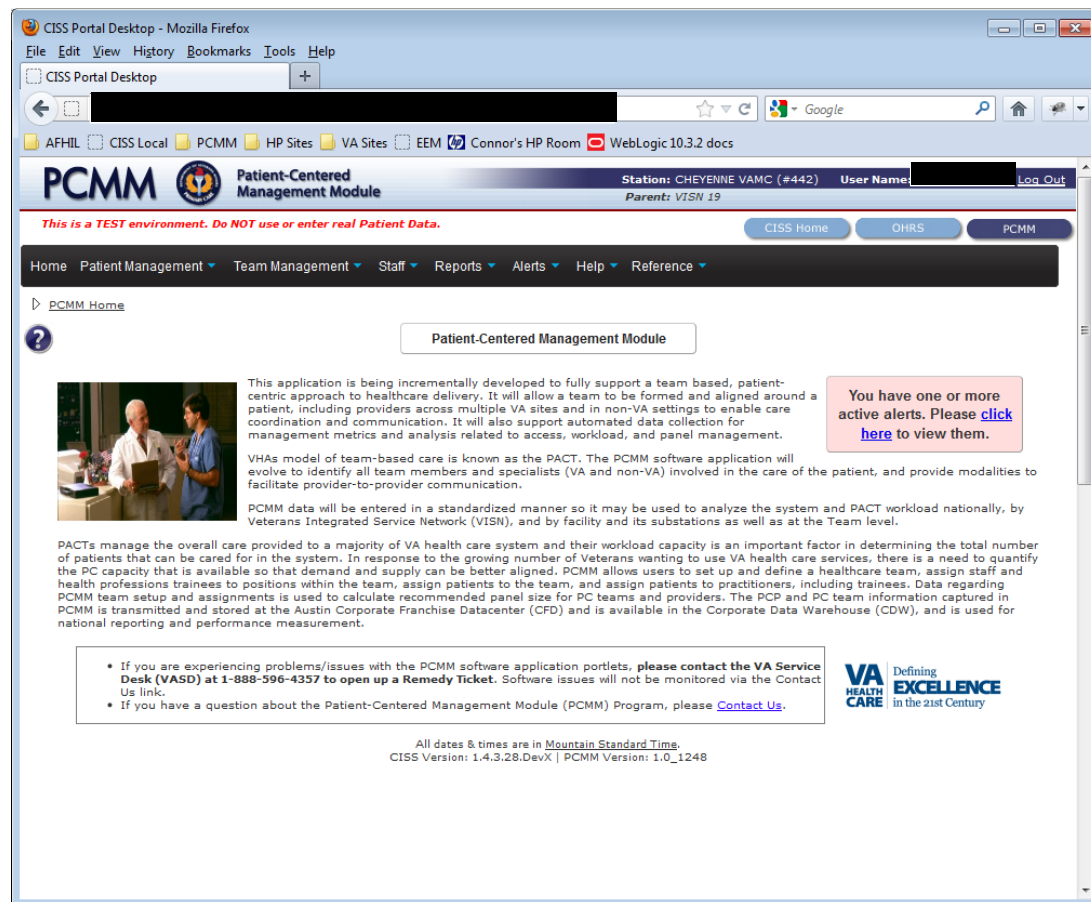 CISS Portal Desktop - Mozilla Firefox
File Edit View History Bookmarks Tools Help
CISS Portal Desktop
Google
AFHIL CISS Local PCMM HP Sites VA Sites EEM Connor's HP Room WebLogic 10.3.2 docs
PCMM Patient-Centered Management Module
Station: CHEYENNE VAMC (#442) User Name: Log Out
Parent: VISN 19
This is a TEST environment. Do NOT use or enter real Patient Data.
CISS Home OHRS PCMM
Home Patient Management Team Management Staff Reports Alerts Help Reference
PCMM Home
Patient-Centered Management Module
This application is being incrementally developed to fully support a team based, patient-
centric approach to healthcare delivery. It will allow a team to be formed and aligned around a
patient, including providers across multiple VA sites and in non-VA settings to enable care
coordination and communication. It will also support automated data collection for
management metrics and analysis related to access, workload, and panel management.
You have one or more
active alerts. Please click
here to view them.
VHAs model of team-based care is known as the PACT. The PCMM software application will
evolve to identify all team members and specialists (VA and non-VA) involved in the care of the patient, and provide modalities to
facilitate provider-to-provider communication.
PCMM data will be entered in a standardized manner so it may be used to analyze the system and PACT workload nationally, by
Veterans Integrated Service Network (VISN), and by facility and its substations as well as at the Team level.
PACTs manage the overall care provided to a majority of VA health care system and their workload capacity is an important factor in determining the total number
of patients that can be cared for in the system. In response to the growing number of Veterans wanting to use VA health care services, there is a need to quantify
the PC capacity that is available so that demand and supply can be better aligned. PCMM allows users to set up and define a healthcare team, assign staff and
health professions trainees to positions within the team, assign patients to the team, and assign patients to practitioners, including trainees. Data regarding
PCMM team setup and assignments is used to calculate recommended panel size for PC teams and providers. The PCP and PC team information captured in
PCMM is transmitted and stored at the Austin Corporate Franchise Datacenter (CFD) and is available in the Corporate Data Warehouse (CDW), and is used for
national reporting and performance measurement.
• If you are experiencing problems/issues with the PCMM software application portlets, please contact the VA Service
Desk (VASD) at 1-888-596-4357 to open up a Remedy Ticket. Software issues will not be monitored via the Contact
Us link.
• If you have a question about the Patient-Centered Management Module (PCMM) Program, please Contact Us.
VA
HEALTH
CARE
Defining
EXCELLENCE
in the 21st Century
All dates & times are in Mountain Standard Time.
CISS Version: 1.4.3.28.DevX | PCMM Version: 1.0_1248